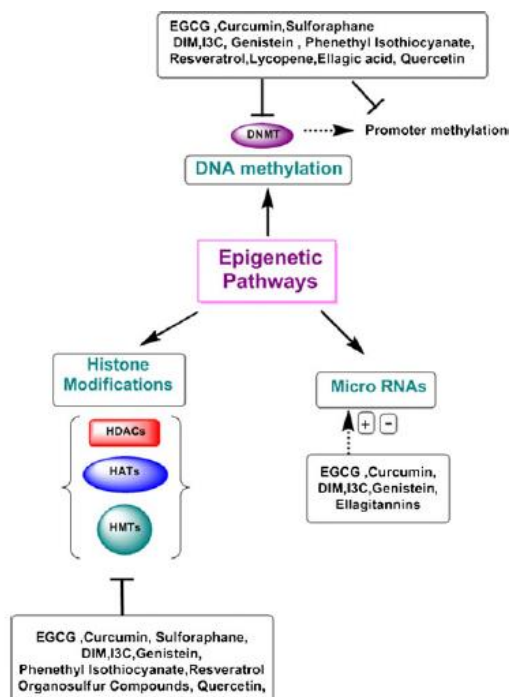 EGCG ,Curcumin,Sulforaphane
DIM,I3C, Genistein , Phenethyl Isothiocyanate,
Resveratrol,Lycopene,Ellagic acid, Quercetin
DNMT
Promoter methylation
DNA methylation
Epigenetic
Pathways
Histone
Modifications
HDACs
HATs
HMTs
Micro RNAs
+ -
EGCG ,Curcumin,
DIM,I3C,Genistein,
Ellagitannins
EGCG ,Curcumin, Sulforaphane,
DIM,I3C,Genistein,
Phenethyl Isothiocyanate,Resveratrol
Organosulfur Compounds, Quercetin,